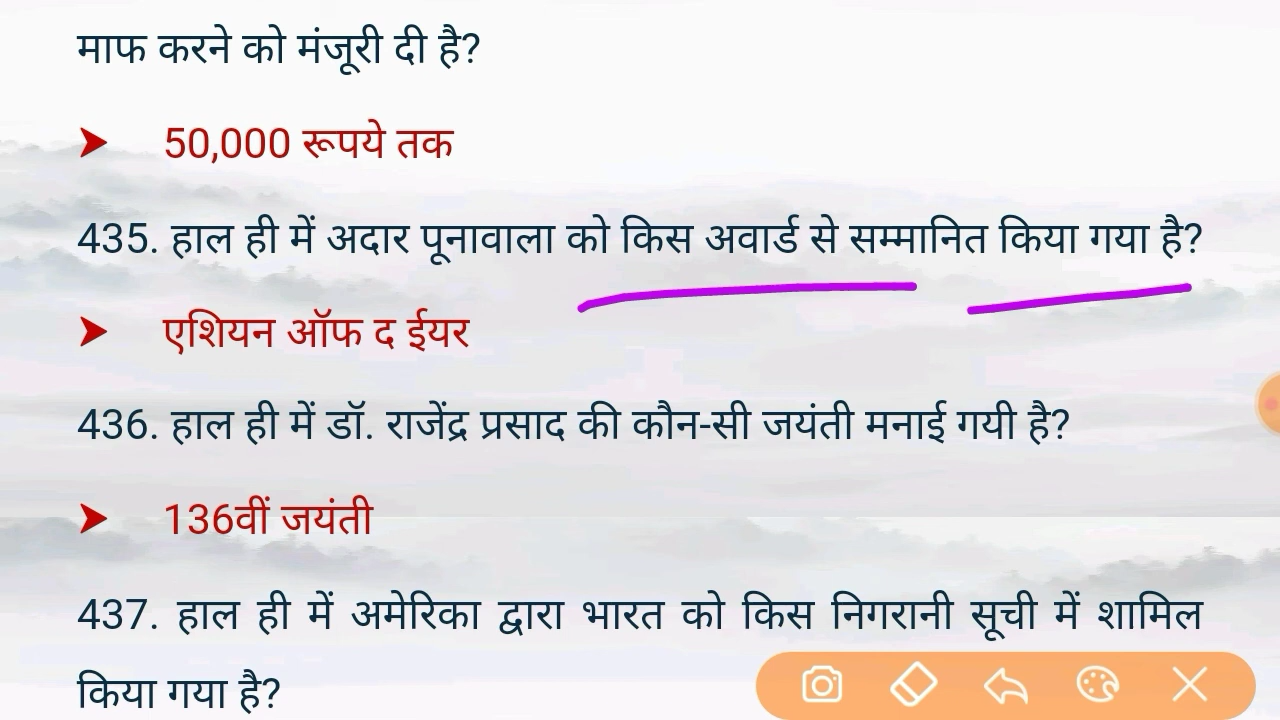 माफ करने को मंजूरी दी है?
➤ 50,000 रूपये तक
435. हाल ही में अदार पूनावाला को किस अवार्ड से सम्मानित किया गया है?
➤ एशियन ऑफ द ईयर
436. हाल ही में डॉ. राजेंद्र प्रसाद की कौन-सी जयंती मनाई गयी है?
➤ 136वीं जयंती
437. हाल ही में अमेरिका द्वारा भारत को किस निगरानी सूची में शामिल
किया गया है?